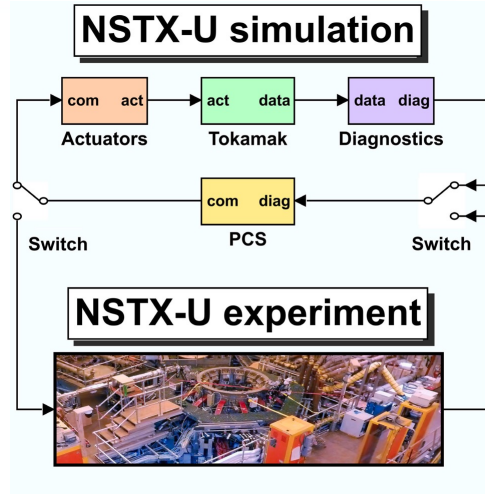 NSTX-U simulation
com act
act data
data diag
Actuators
Tokamak
Diagnostics
com diag
PCS
Switch
Switch
NSTX-U experiment